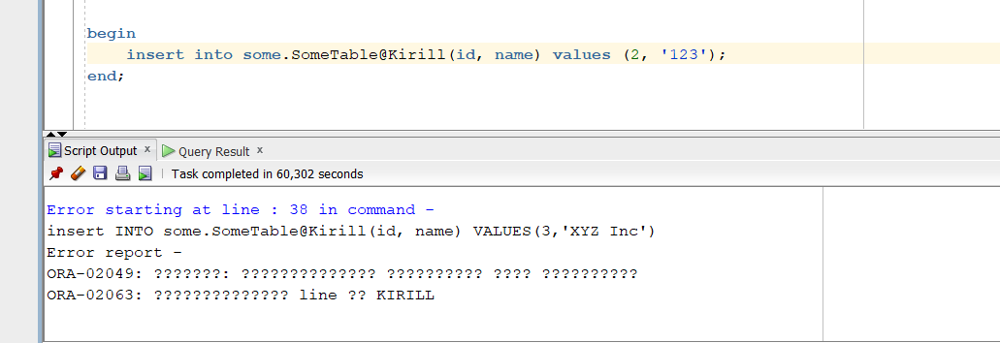 begin
insert into some.SomeTable@Kirill(id, name) values (2, '123');
end;
Script Output x
Query Result x
Task completed in 60,302 seconds
Error starting at line : 38 in command -
insert INTO some.SomeTable@Kirill(id, name) VALUES(3,'XYZ Inc')
Error report -
ORA-02049: ???????: ?????????????? ?????????? ???? ??????????
ORA-02063: ?????????????? line ?? KIRILL